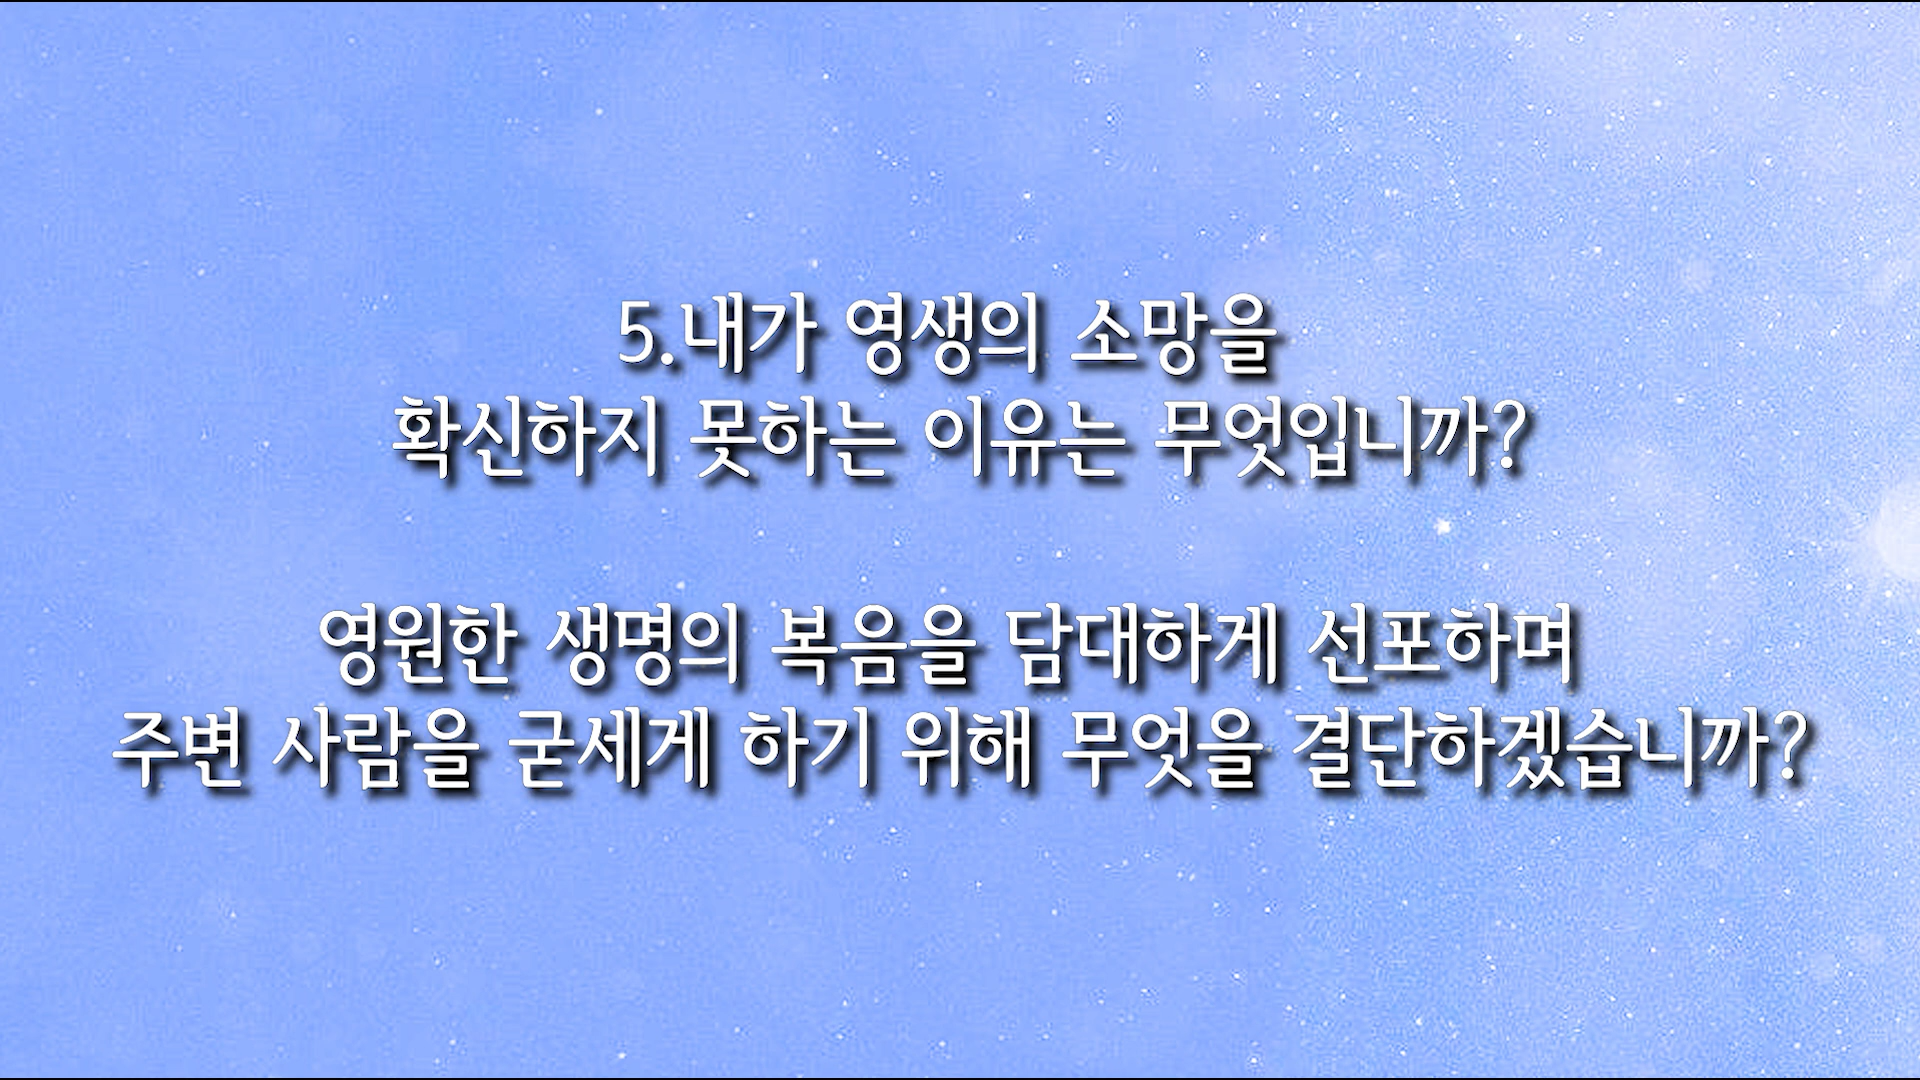 5.내가 영생의 소망을
확신하지 못하는 이유는 무엇입니까?
영원한 생명의 복음을 담대하게 선포하며
주변 사람을 굳세게 하기 위해 무엇을 결단하겠습니까?